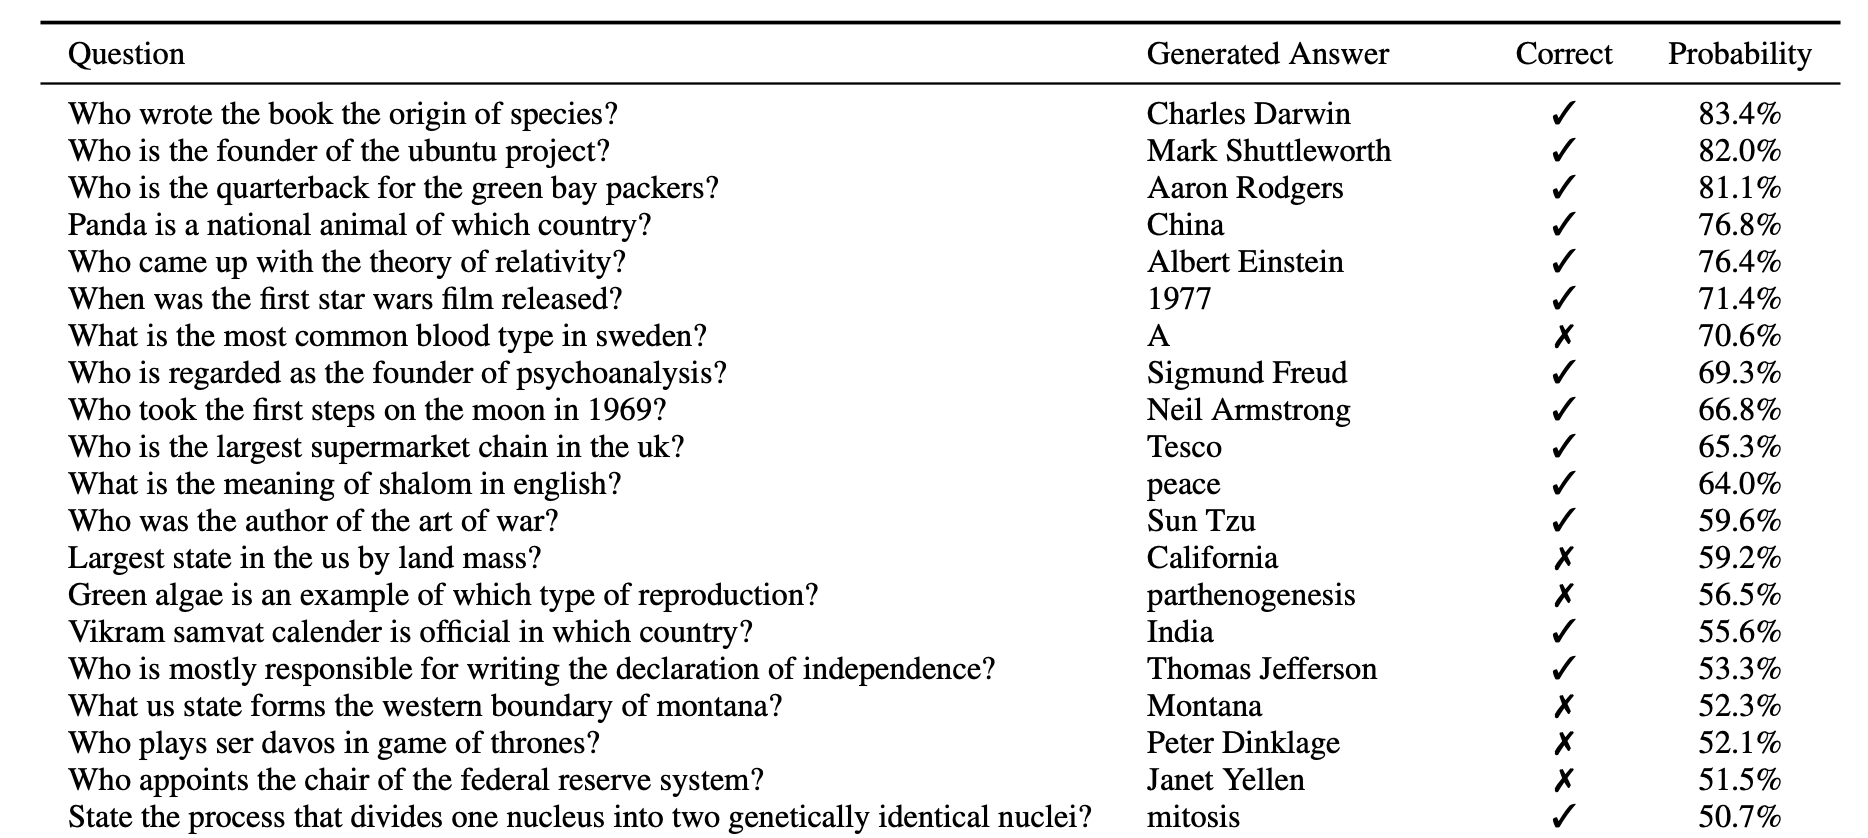 Question Generated Answer Correct Probability
Who wrote the book the origin of species? Charles Darwin ✓ 83.4%
Who is the founder of the ubuntu project? Mark Shuttleworth ✓ 82.0%
Who is the quarterback for the green bay packers? Aaron Rodgers ✓ 81.1%
Panda is a national animal of which country? China ✓ 76.8%
Who came up with the theory of relativity? Albert Einstein ✓ 76.4%
When was the first star wars film released? 1977 ✓ 71.4%
What is the most common blood type in sweden? A ✗ 70.6%
Who is regarded as the founder of psychoanalysis? Sigmund Freud ✓ 69.3%
Who took the first steps on the moon in 1969? Neil Armstrong ✓ 66.8%
Who is the largest supermarket chain in the uk? Tesco ✓ 65.3%
What is the meaning of shalom in english? peace ✓ 64.0%
Who was the author of the art of war? Sun Tzu ✓ 59.6%
Largest state in the us by land mass? California ✗ 59.2%
Green algae is an example of which type of reproduction? parthenogenesis ✗ 56.5%
Vikram samvat calender is official in which country? India ✓ 55.6%
Who is mostly responsible for writing the declaration of independence? Thomas Jefferson ✓ 53.3%
What us state forms the western boundary of montana? Montana ✗ 52.3%
Who plays ser davos in game of thrones? Peter Dinklage ✗ 52.1%
Who appoints the chair of the federal reserve system? Janet Yellen ✗ 51.5%
State the process that divides one nucleus into two genetically identical nuclei? mitosis ✓ 50.7%